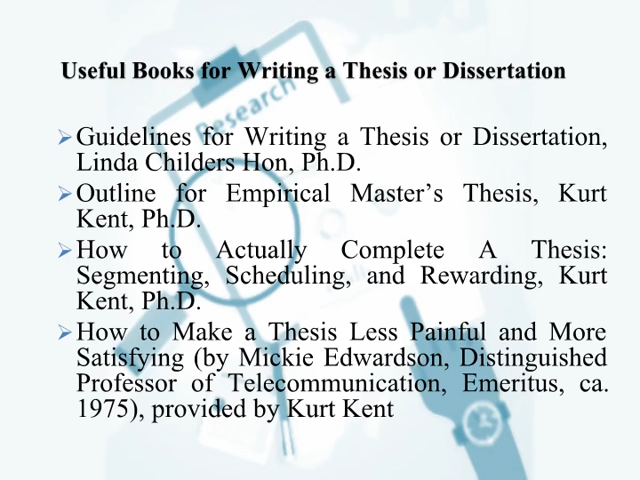 Useful Books for Writing a Thesis or Dissertation
Research
➢Guidelines for Writing a Thesis or Dissertation,
Linda Childers Hon, Ph.D.
➢Outline for Empirical Master’s Thesis, Kurt
Kent, Ph.D.
➢How to Actually Complete A Thesis:
Segmenting, Scheduling, and Rewarding, Kurt
Kent, Ph.D.
➢How to Make a Thesis Less Painful and More
Satisfying (by Mickie Edwardson, Distinguished
Professor of Telecommunication, Emeritus, ca.
1975), provided by Kurt Kent